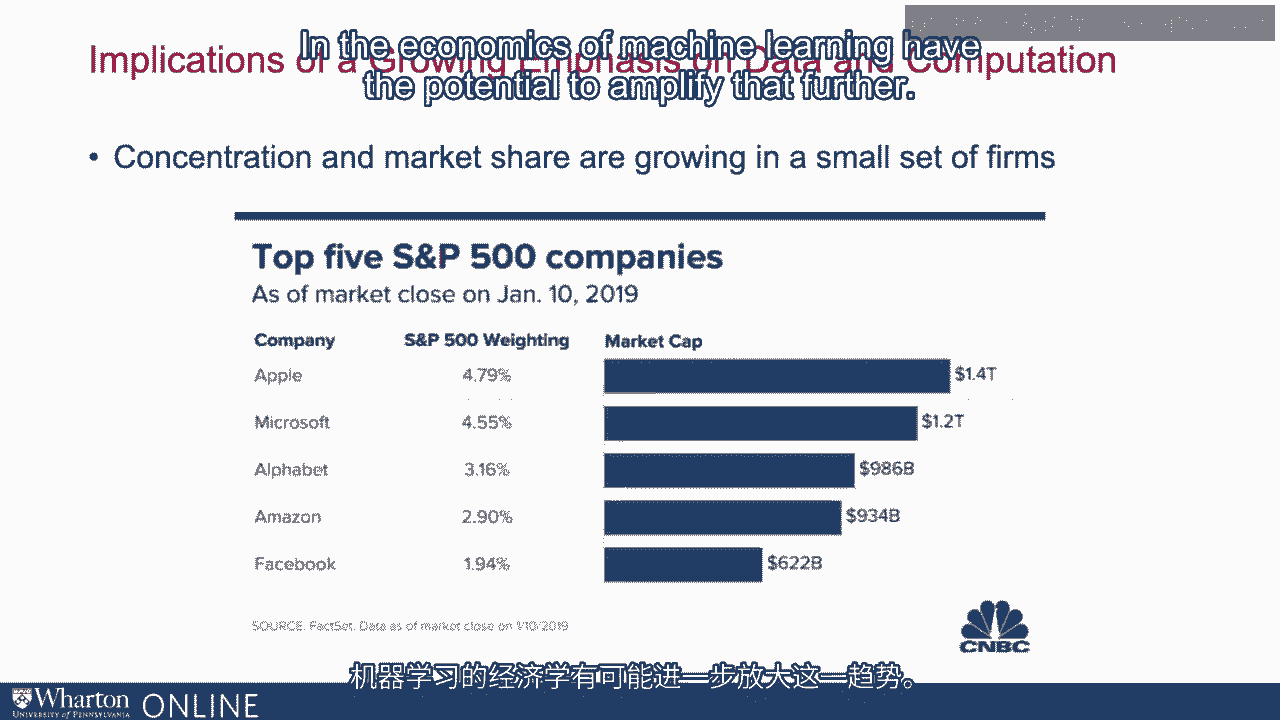 In the economics of machine learning have
the potential to amplify that further.
Implications of a Growing Emphasis on Data and Computation
• Concentration and market share are growing in a small set of firms
Top five S&P 500 companies
As of market close on Jan. 10, 2019
Company S&P 500 Weighting Market Cap
Apple 4.79% $1.4T
Microsoft 4.55% $1.2T
Alphabet 3.16% $986B
Amazon 2.90% $934B
Facebook 1.94% $622B
SOURCE: FactSet. Data as of market close on 1/10/2019
CNBC
机器学习的经济学有可能进一步放大这一趋势。
Wharton ONLINE
UNIVERSITY of PENNSYLVANIA